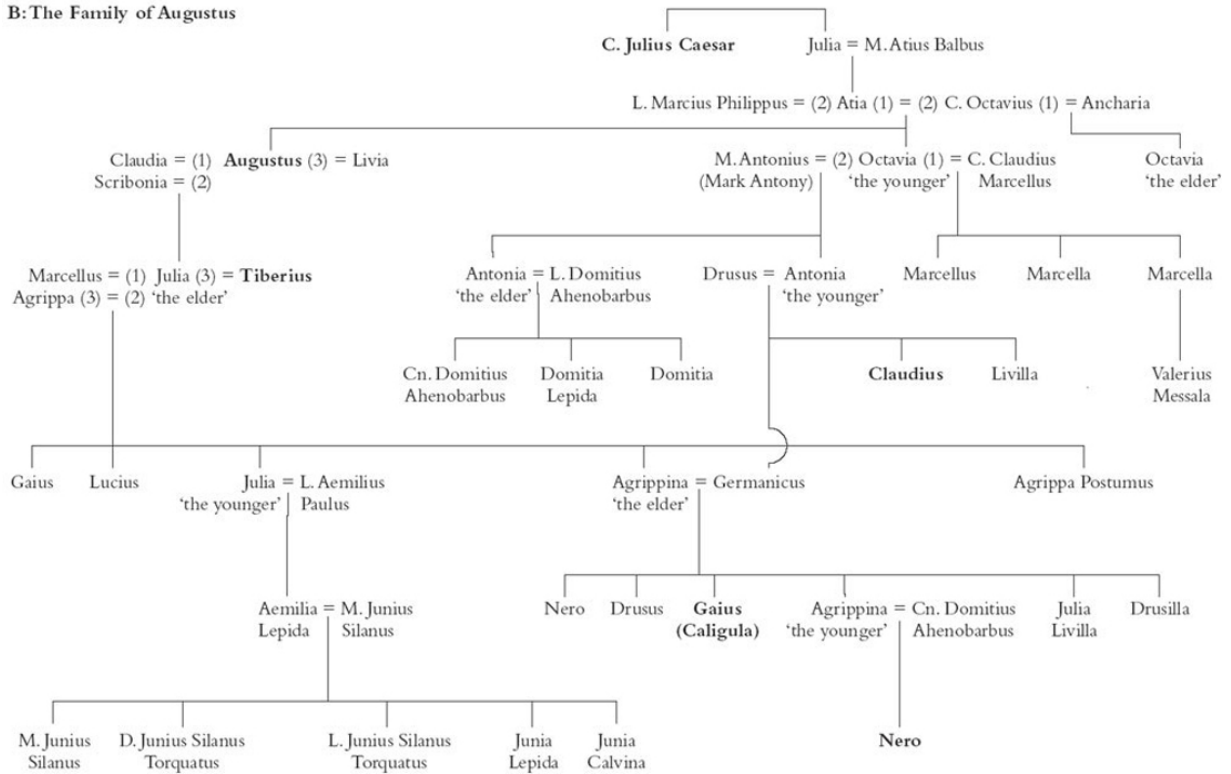 B: The Family of Augustus
C. Julius Caesar Julia = M. Atius Balbus
L. Marcius Philippus = (2) Atia (1) = (2) C. Octavius (1) = Ancharia
Claudia = (1) Augustus (3) = Livia M. Antonius = (2) Octavia (1) = C. Claudius Octavia
Scribonia = (2) (Mark Antony) ‘the younger’ Marcellus ‘the elder’
Marcellus = (1) Julia (3) = Tiberius Antonia = L. Domitius Drusus = Antonia Marcellus Marcella Marcella
Agrippa (3) = (2) ‘the elder’ ‘the elder’ Ahenobarbus ‘the younger’
Cn. Domitius Domitia Domitia Claudius Livilla Valerius
Ahenobarbus Lepida Messala
Gaius Lucius Julia = L. Aemilius Agrippina = Germanicus Agrippa Postumus
‘the younger’ Paulus ‘the elder’
Aemilia = M. Junius Nero Drusus Gaius Agrippina = Cn. Domitius Julia Drusilla
Lepida Silanus (Caligula) ‘the younger’ Ahenobarbus Livilla
M. Junius D. Junius Silanus L. Junius Silanus Junia Junia Nero
Silanus Torquatus Torquatus Lepida Calvina